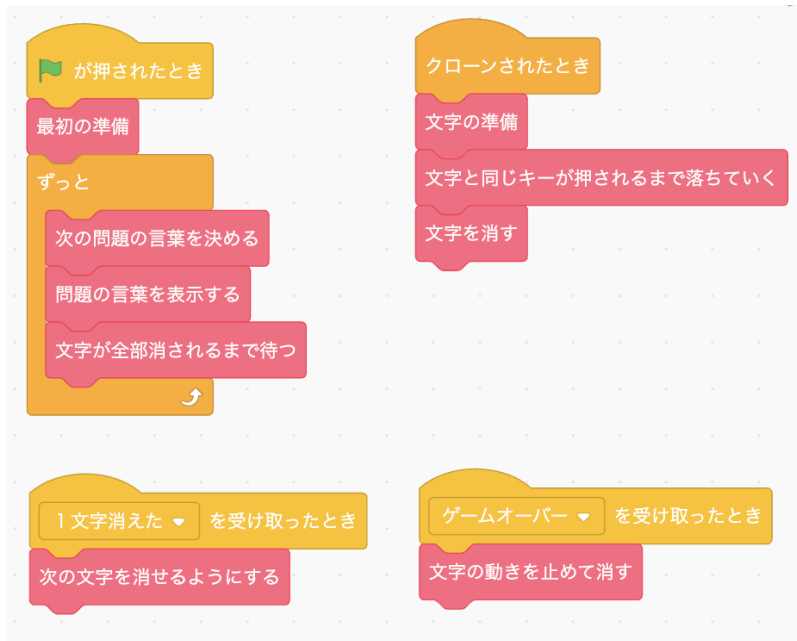 が押されたとき
最初の準備
ずっと
次の問題の言葉を決める
問題の言葉を表示する
文字が全部消されるまで待つ
クローンされたとき
文字の準備
文字と同じキーが押されるまで落ちていく
文字を消す
1文字消えた を受け取ったとき
次の文字を消せるようにする
ゲームオーバー を受け取ったとき
文字の動きを止めて消す